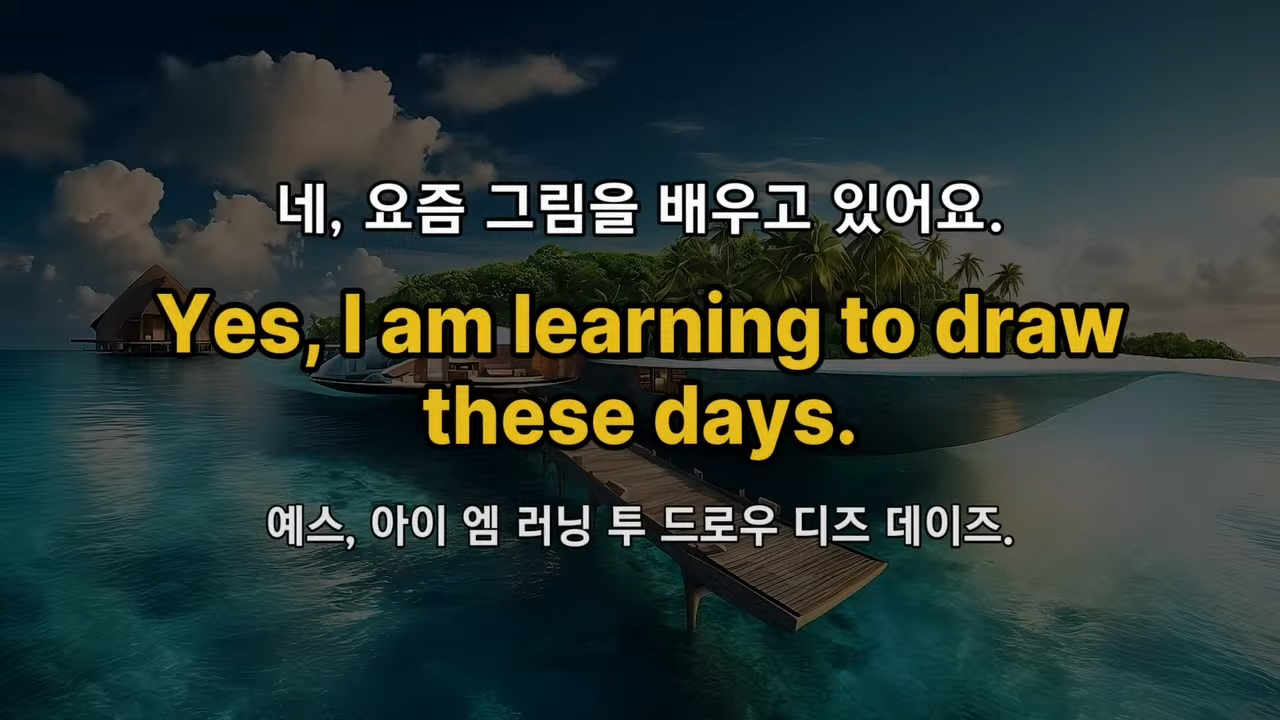 네, 요즘 그림을 배우고 있어요.
Yes, I am learning to draw
these days.
예스, 아이 엠 러닝 투 드로우 디즈 데이즈.